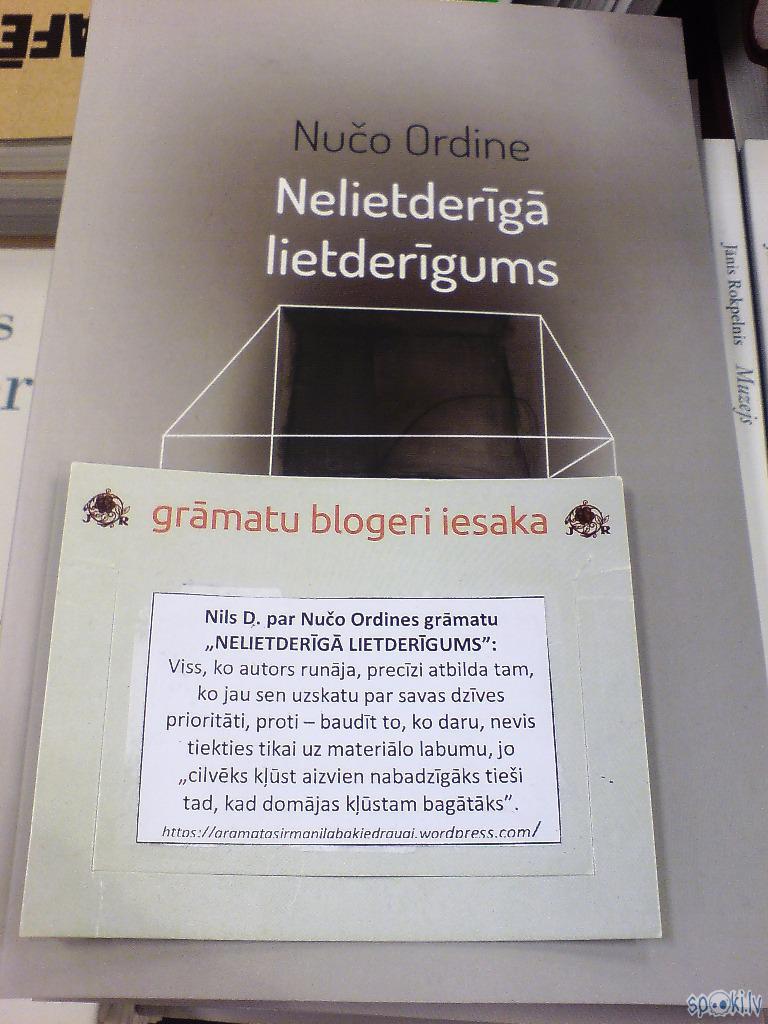 Nučo Ordine
Nelietderīgā
lietderīgums
Jānis Rokpelnis Muzejs
grāmatu blogeri iesaka
J R
J R
Nils D. par Nučo Ordines grāmatu
„NELIETDERĪGĀ LIETDERĪGUMS”:
Viss, ko autors runāja, precīzi atbilda tam,
ko jau sen uzskatu par savas dzīves
prioritāti, proti – baudīt to, ko daru, nevis
tiekties tikai uz materiālo labumu, jo
„cilvēks kļūst aizvien nabadzīgāks tieši
tad, kad domājas kļūstam bagātāks”.
https://gramatasirmanilabakiedraugi.wordpress.com/
spoki.lv